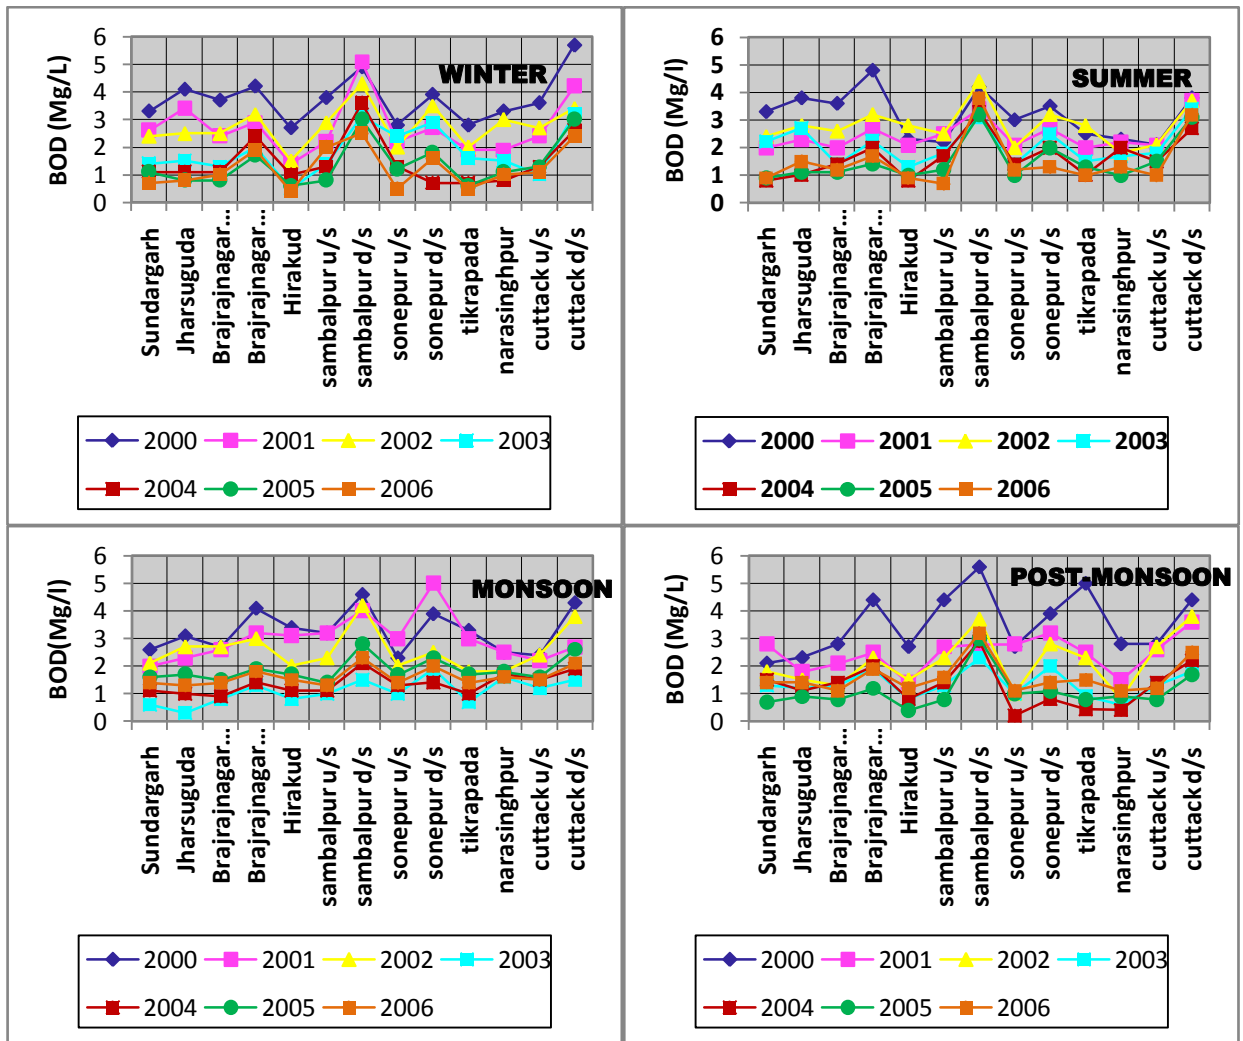 WINTER
BOD (Mg/L)
6
5
4
3
2
1
0
Sundargarh
Jharsuguda
Brajrajnagar...
Brajrajnagar...
Hirakud
sambalpur u/s
sambalpur d/s
sonepur u/s
sonepur d/s
tikrapada
narasinghpur
cuttack u/s
cuttack d/s
2000 2001 2002 2003
2004 2005 2006
SUMMER
BOD (Mg/l)
6
5
4
3
2
1
0
Sundargarh
Jharsuguda
Brajrajnagar...
Brajrajnagar...
Hirakud
sambalpur u/s
sambalpur d/s
sonepur u/s
sonepur d/s
tikrapada
narasinghpur
cuttack u/s
cuttack d/s
2000 2001 2002 2003
2004 2005 2006
MONSOON
BOD(Mg/l)
6
5
4
3
2
1
0
Sundargarh
Jharsuguda
Brajrajnagar...
Brajrajnagar...
Hirakud
sambalpur u/s
sambalpur d/s
sonepur u/s
sonepur d/s
tikrapada
narasinghpur
cuttack u/s
cuttack d/s
2000 2001 2002 2003
2004 2005 2006
POST-MONSOON
BOD (Mg/L)
6
5
4
3
2
1
0
Sundargarh
Jharsuguda
Brajrajnagar...
Brajrajnagar...
Hirakud
sambalpur u/s
sambalpur d/s
sonepur u/s
sonepur d/s
tikrapada
narasinghpur
cuttack u/s
cuttack d/s
2000 2001 2002 2003
2004 2005 2006